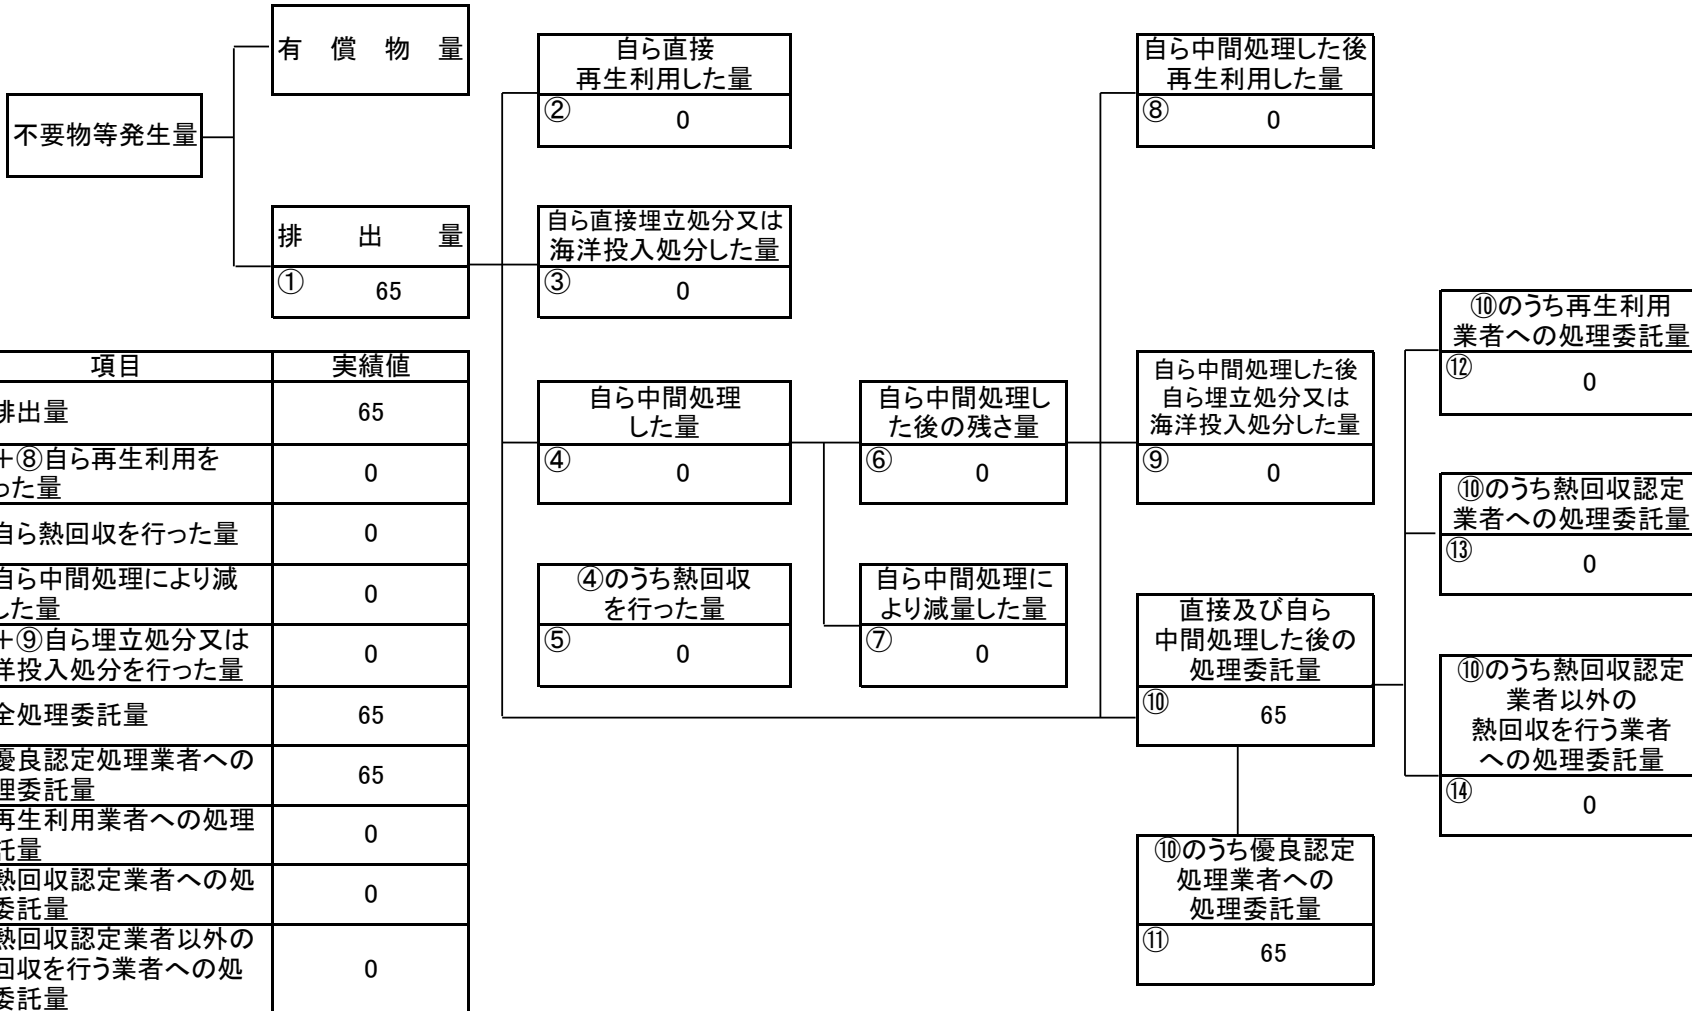 有償物量
不要物等発生量
排出量
① 65
自ら直接
再生利用した量
② 0
自ら直接埋立処分又は
海洋投入処分した量
③ 0
自ら中間処理
した量
④ 0
④のうち熱回収
を行った量
⑤ 0
自ら中間処理し
た後の残さ量
⑥ 0
自ら中間処理に
より減量した量
⑦ 0
自ら中間処理した後
再生利用した量
⑧ 0
自ら中間処理した後
自ら埋立処分又は
海洋投入処分した量
⑨ 0
直接及び自ら
中間処理した後の
処理委託量
⑩ 65
⑩のうち優良認定
処理業者への
処理委託量
⑪ 65
⑩のうち再生利用
業者への処理委託量
⑫ 0
⑩のうち熱回収認定
業者への処理委託量
⑬ 0
⑩のうち熱回収認定
業者以外の
熱回収を行う業者
への処理委託量
⑭ 0
項目 実績値
排出量 65
+⑧自ら再生利用を
った量 0
自ら熱回収を行った量 0
自ら中間処理により減
した量 0
+⑨自ら埋立処分又は
洋投入処分を行った量 0
全処理委託量 65
優良認定処理業者への
理委託量 65
再生利用業者への処理
託量 0
熱回収認定業者への処
委託量 0
熱回収認定業者以外の
回収を行う業者への処
委託量 0